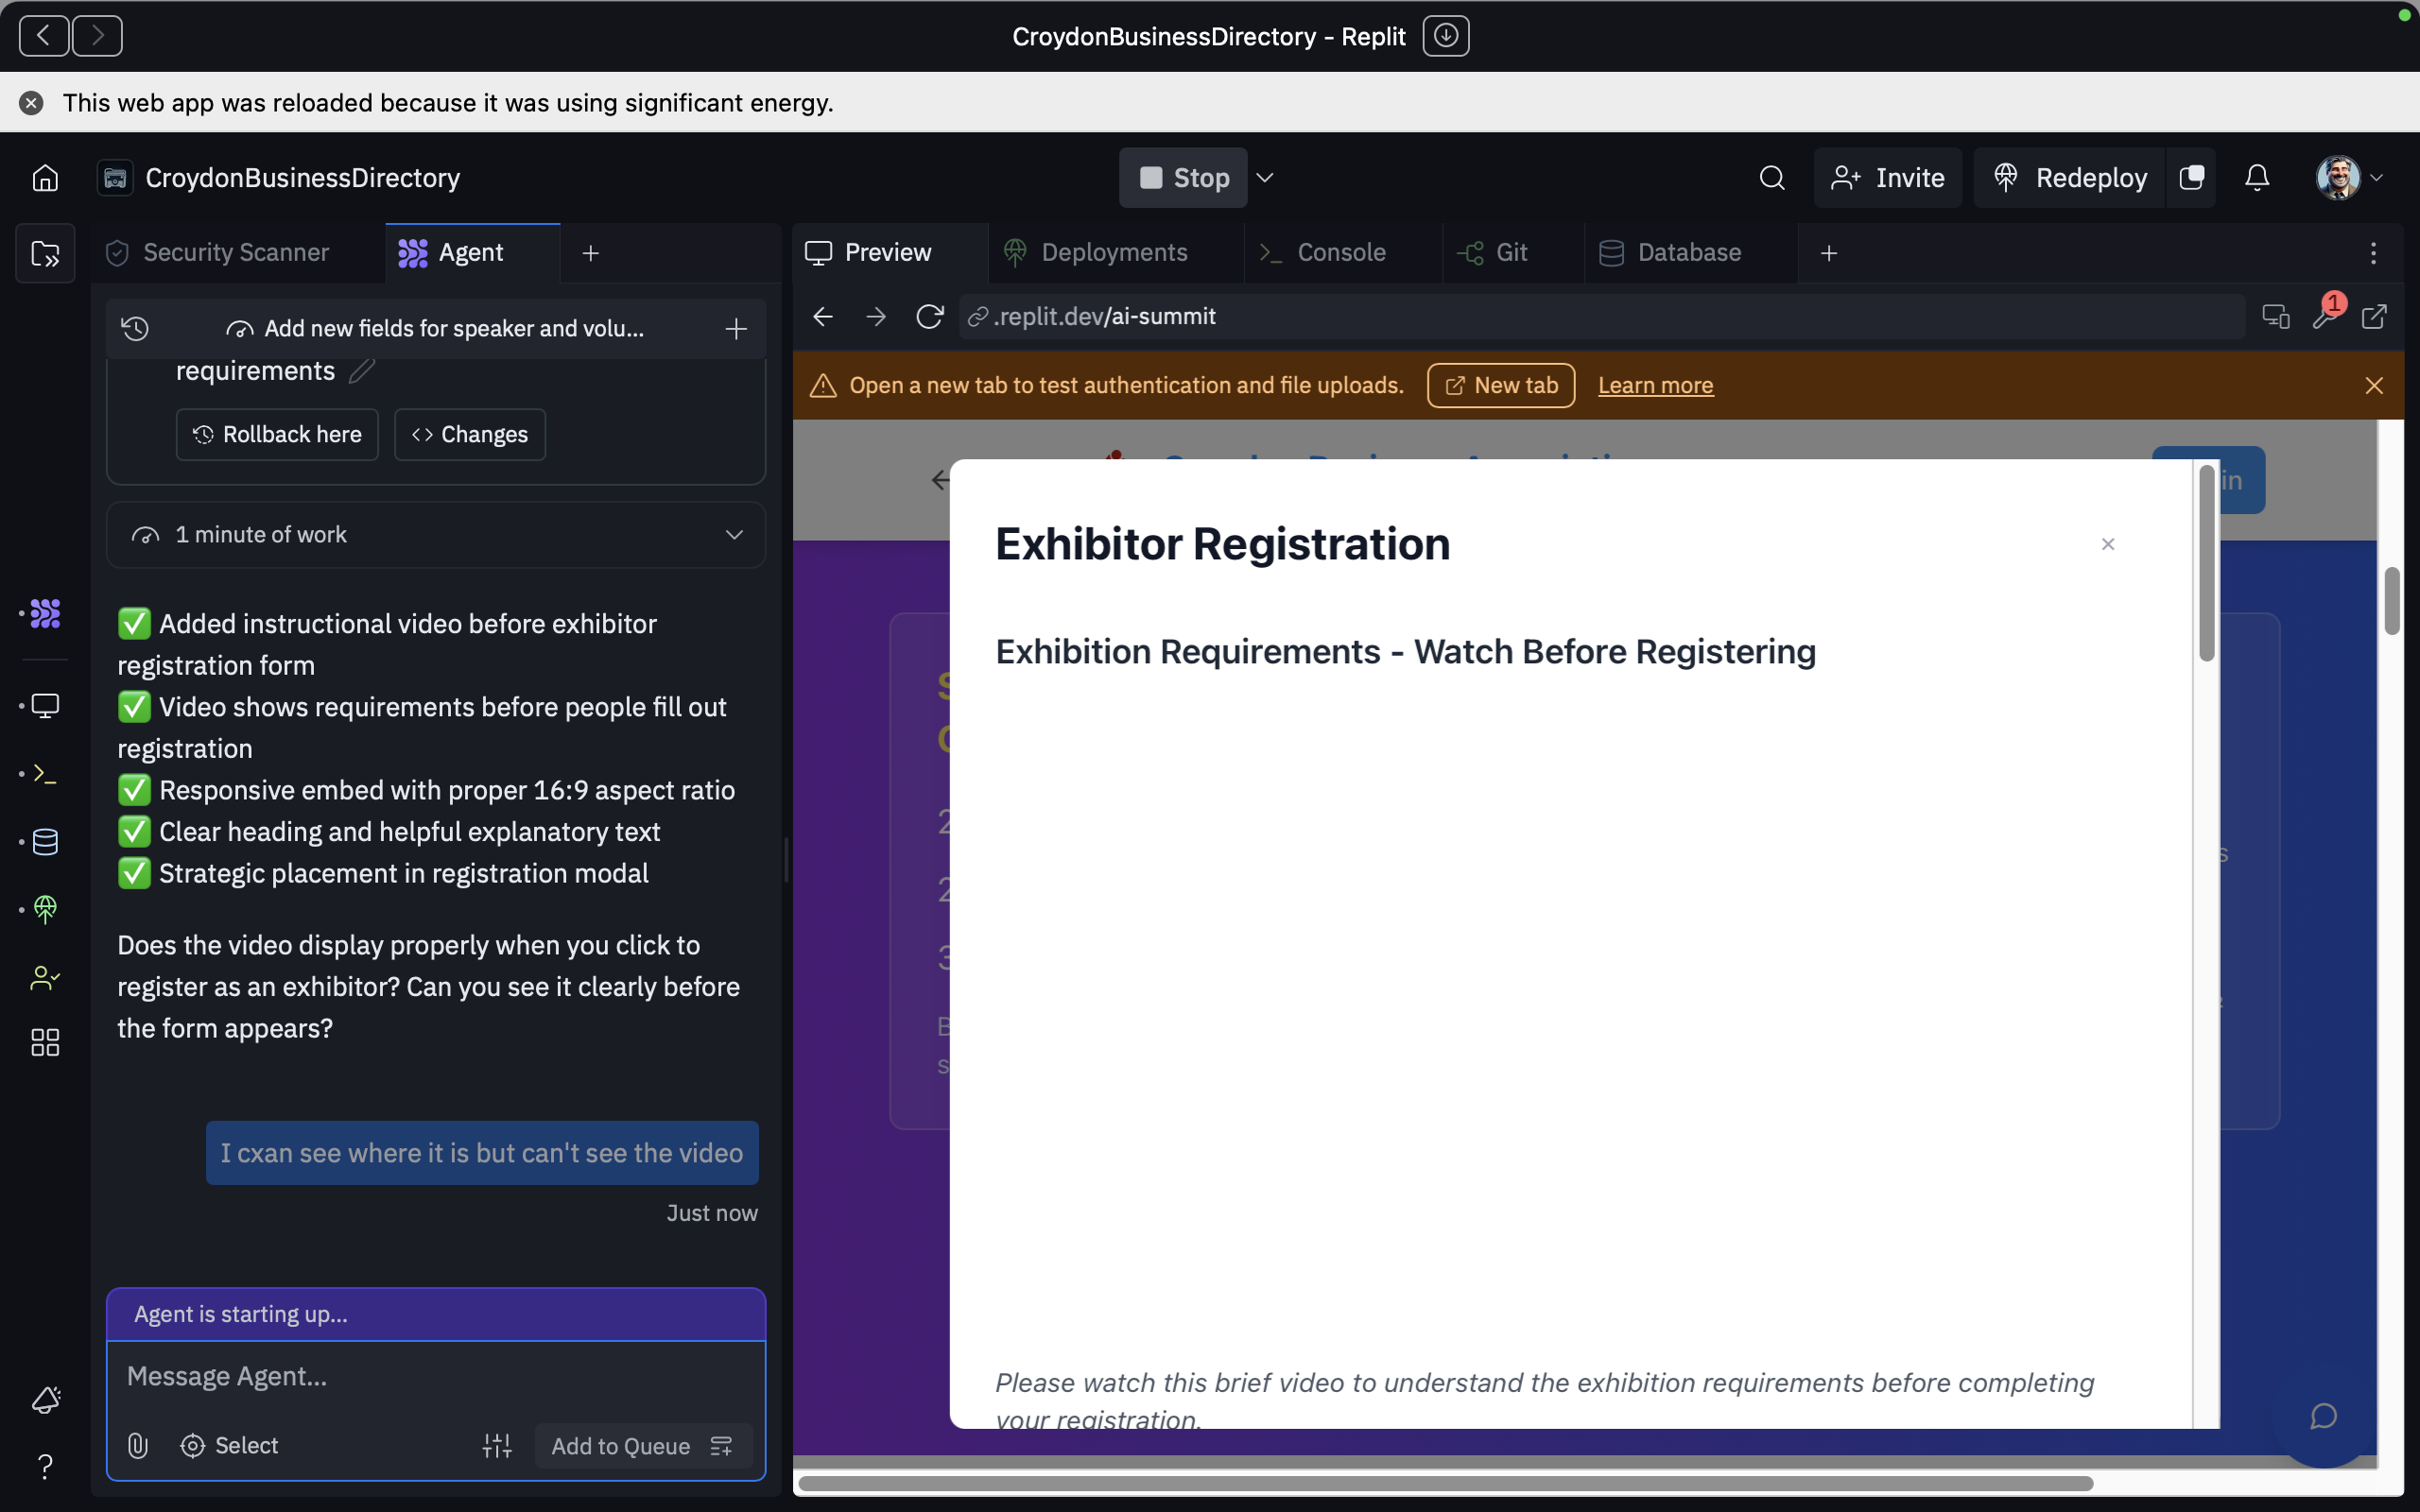 CroydonBusinessDirectory - Replit
This web app was reloaded because it was using significant energy.
CroydonBusinessDirectory
Stop
Invite
Redeploy
Security Scanner
Agent
Preview
Deployments
Console
Git
Database
Add new fields for speaker and volu...
.replit.dev/ai-summit
1
requirements
Rollback here
Changes
Open a new tab to test authentication and file uploads.
New tab
Learn more
1 minute of work
✅ Added instructional video before exhibitor
registration form
✅ Video shows requirements before people fill out
registration
✅ Responsive embed with proper 16:9 aspect ratio
✅ Clear heading and helpful explanatory text
✅ Strategic placement in registration modal
Does the video display properly when you click to
register as an exhibitor? Can you see it clearly before
the form appears?
I cxan see where it is but can't see the video
Just now
Agent is starting up...
Message Agent...
Select
Add to Queue
in
Exhibitor Registration
×
Exhibition Requirements - Watch Before Registering
Please watch this brief video to understand the exhibition requirements before completing
your registration.